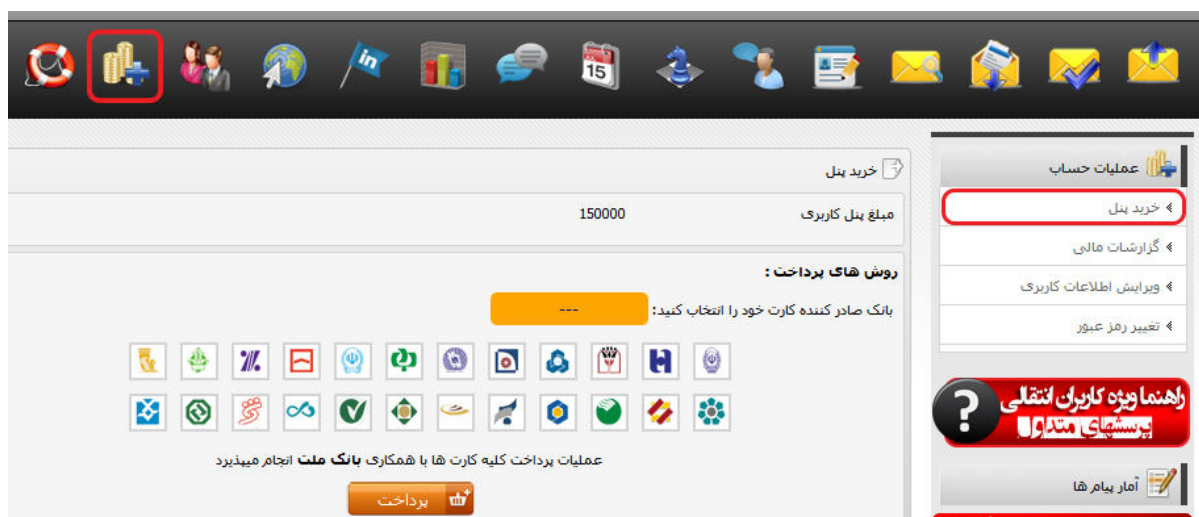 in
15
عملیات حساب
خرید پنل
گزارشات مالی
ویرایش اطلاعات کاربری
تغییر رمز عبور
راهنما ویژه کاربران انتقالی
پرسشهای متداول
?
آمار پیام ها
خرید پنل
مبلغ پنل کاربری 150000
روش های پرداخت :
بانک صادر کننده کارت خود را انتخاب کنید: ---
عملیات پرداخت کلیه کارت ها با همکاری بانک ملت انجام میپذیرد
پرداخت